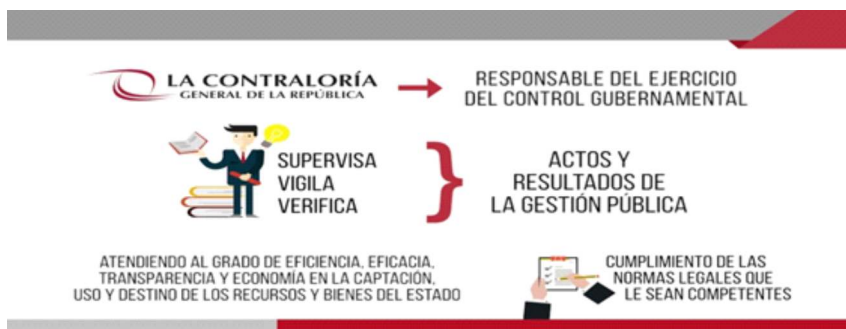 LA CONTRALORÍA
GENERAL DE LA REPÚBLICA
RESPONSABLE DEL EJERCICIO
DEL CONTROL GUBERNAMENTAL
SUPERVISA
VIGILA
VERIFICA
ACTOS Y
RESULTADOS DE
LA GESTIÓN PÚBLICA
ATENDIENDO AL GRADO DE EFICIENCIA, EFICACIA,
TRANSPARENCIA Y ECONOMÍA EN LA CAPTACIÓN,
USO Y DESTINO DE LOS RECURSOS Y BIENES DEL ESTADO
CUMPLIMIENTO DE LAS
NORMAS LEGALES QUE
LE SEAN COMPETENTES